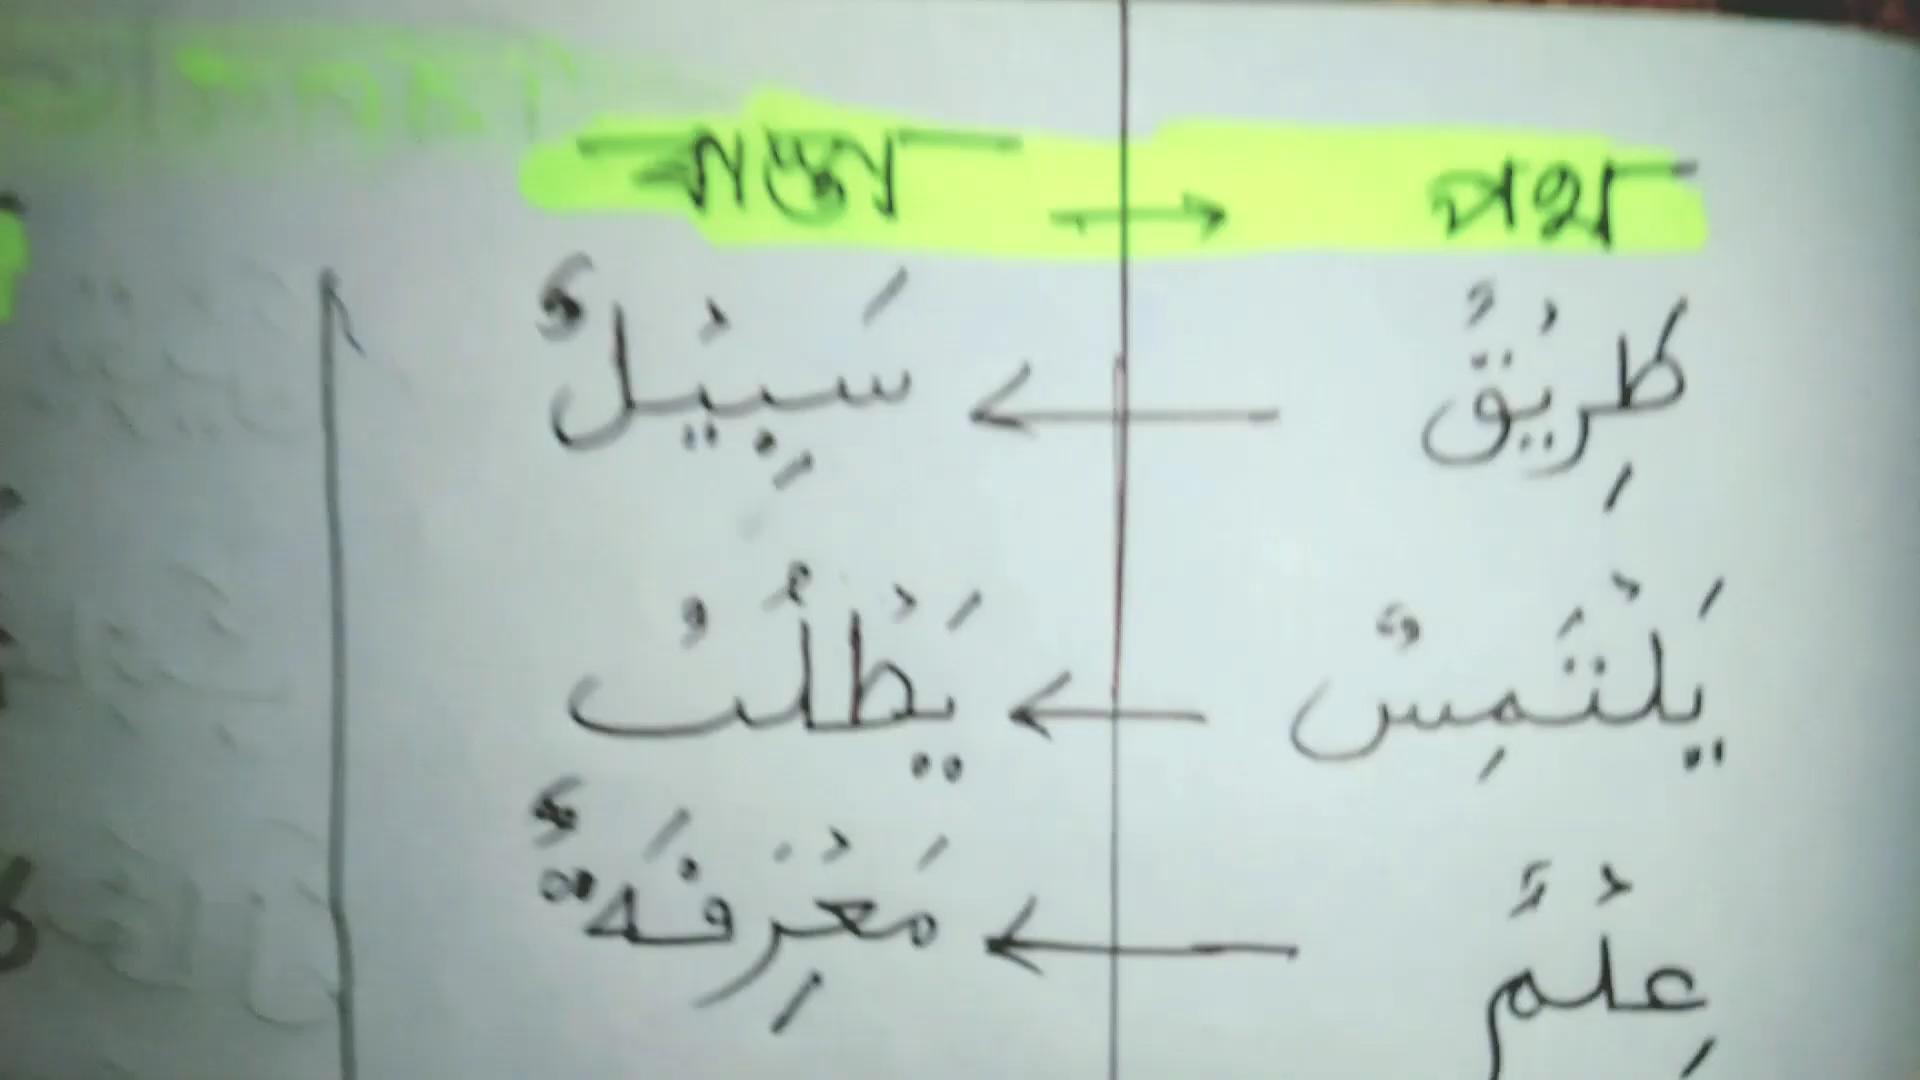 طَرِيْقٌ ← سَبِيْلٌ
يَلْتَمِسُ ← يَطْلُبُ
عِلْمٌ ← مَعْرِفَةٌ